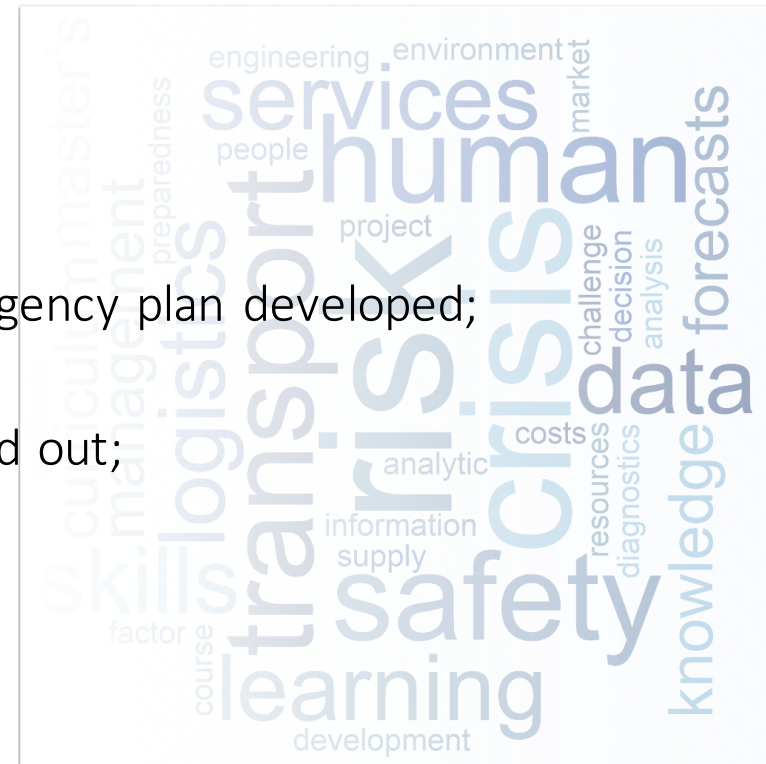 engineering
environment
market
master's
preparedness
services
people
human
forecasts
management
transport
project
logistics
risk
crisis
challenge
decision
analysis
gency plan developed;
data
d out;
costs
curriculum
analytic
resources
diagnostics
knowledge
information
supply
skills
safety
factor
course
learning
development